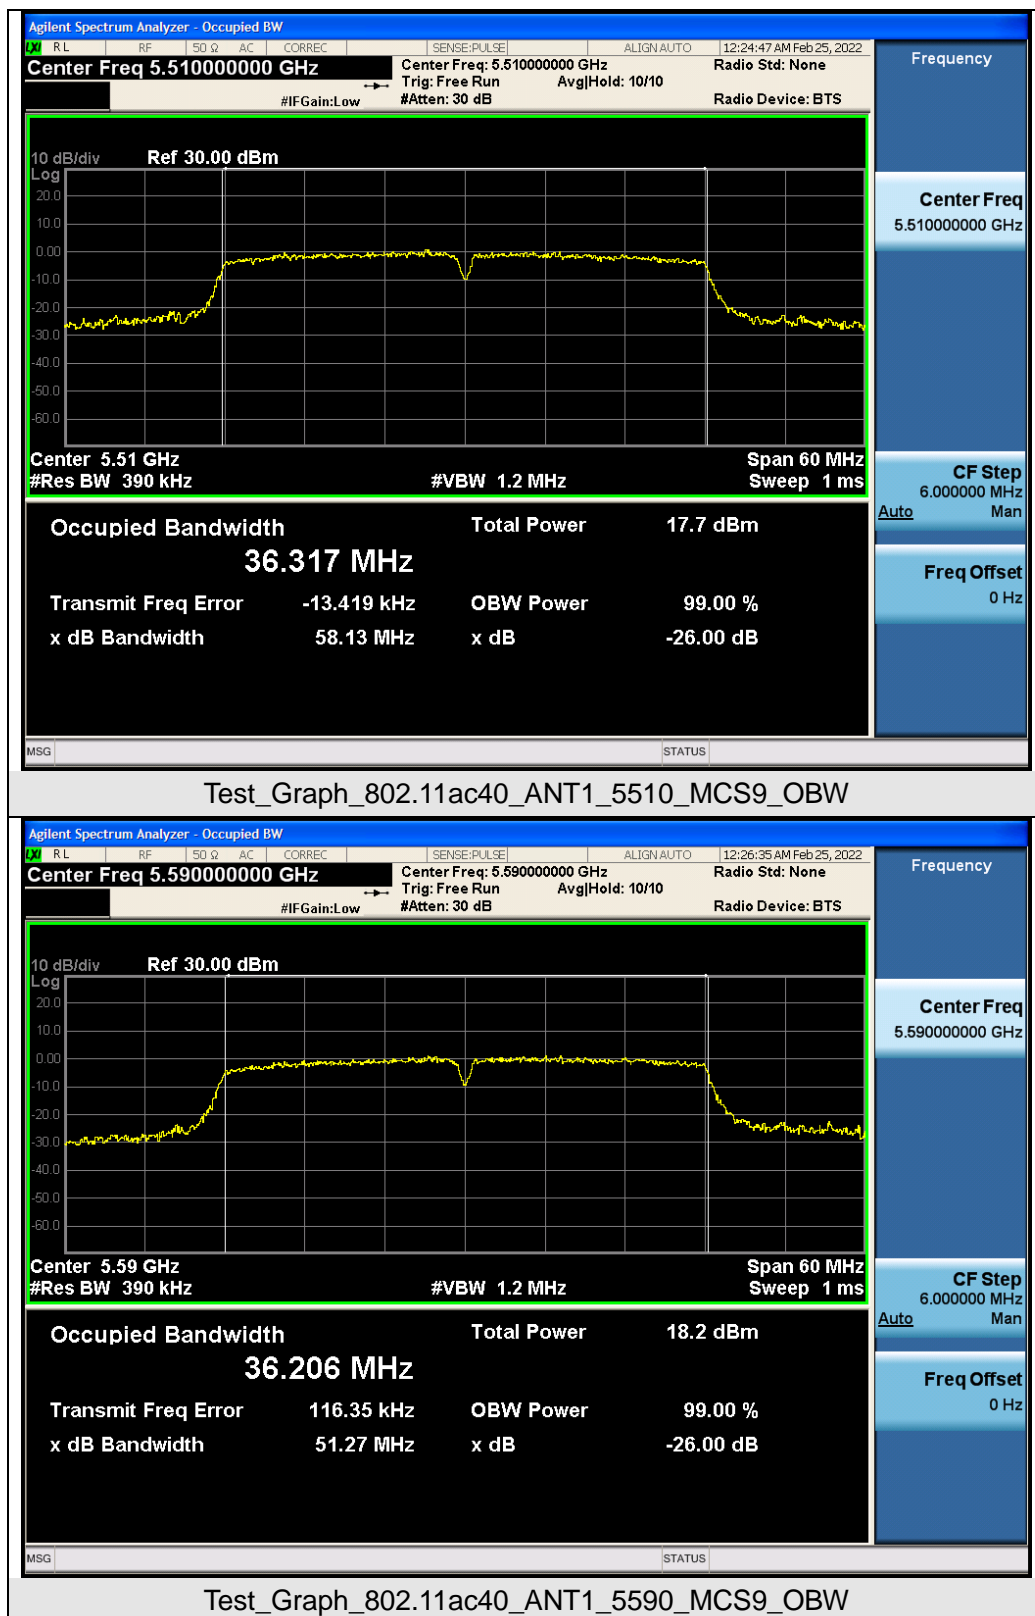 Agilent Spectrum Analyzer - Occupied BW
LXI RL RF 50 Ω AC CORREC SENSE:PULSE ALIGN AUTO 12:24:47 AM Feb 25, 2022
Center Freq 5.510000000 GHz Center Freq: 5.510000000 GHz Radio Std: None
Trig: Free Run Avg|Hold: 10/10
#IFGain:Low #Atten: 30 dB Radio Device: BTS
Frequency
10 dB/div Ref 30.00 dBm
Log
20.0
10.0
0.00
-10.0
-20.0
-30.0
-40.0
-50.0
-60.0
Center 5.51 GHz Span 60 MHz
#Res BW 390 kHz #VBW 1.2 MHz Sweep 1 ms
Center Freq
5.510000000 GHz
CF Step
6.000000 MHz
Auto Man
Freq Offset
0 Hz
Occupied Bandwidth Total Power 17.7 dBm
36.317 MHz
Transmit Freq Error -13.419 kHz OBW Power 99.00 %
x dB Bandwidth 58.13 MHz x dB -26.00 dB
MSG STATUS
Test_Graph_802.11ac40_ANT1_5510_MCS9_OBW
Agilent Spectrum Analyzer - Occupied BW
LXI RL RF 50 Ω AC CORREC SENSE:PULSE ALIGN AUTO 12:26:35 AM Feb 25, 2022
Center Freq 5.590000000 GHz Center Freq: 5.590000000 GHz Radio Std: None
Trig: Free Run Avg|Hold: 10/10
#IFGain:Low #Atten: 30 dB Radio Device: BTS
Frequency
10 dB/div Ref 30.00 dBm
Log
20.0
10.0
0.00
-10.0
-20.0
-30.0
-40.0
-50.0
-60.0
Center 5.59 GHz Span 60 MHz
#Res BW 390 kHz #VBW 1.2 MHz Sweep 1 ms
Center Freq
5.590000000 GHz
CF Step
6.000000 MHz
Auto Man
Freq Offset
0 Hz
Occupied Bandwidth Total Power 18.2 dBm
36.206 MHz
Transmit Freq Error 116.35 kHz OBW Power 99.00 %
x dB Bandwidth 51.27 MHz x dB -26.00 dB
MSG STATUS
Test_Graph_802.11ac40_ANT1_5590_MCS9_OBW